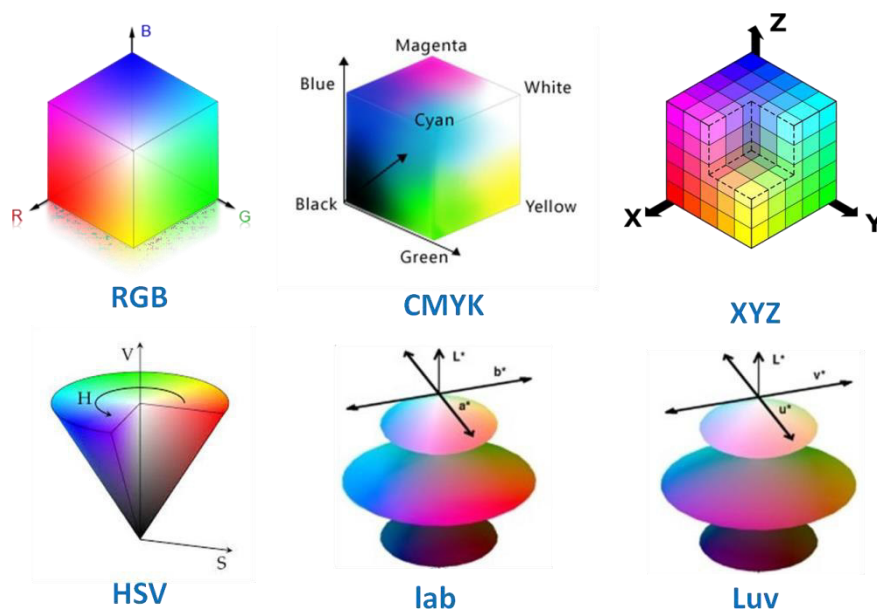 B
R
G
RGB
Magenta
Blue
White
Cyan
Black
Yellow
Green
CMYK
Z
X
Y
XYZ
V
H
S
HSV
L*
b*
a*
lab
L*
v*
u*
Luv